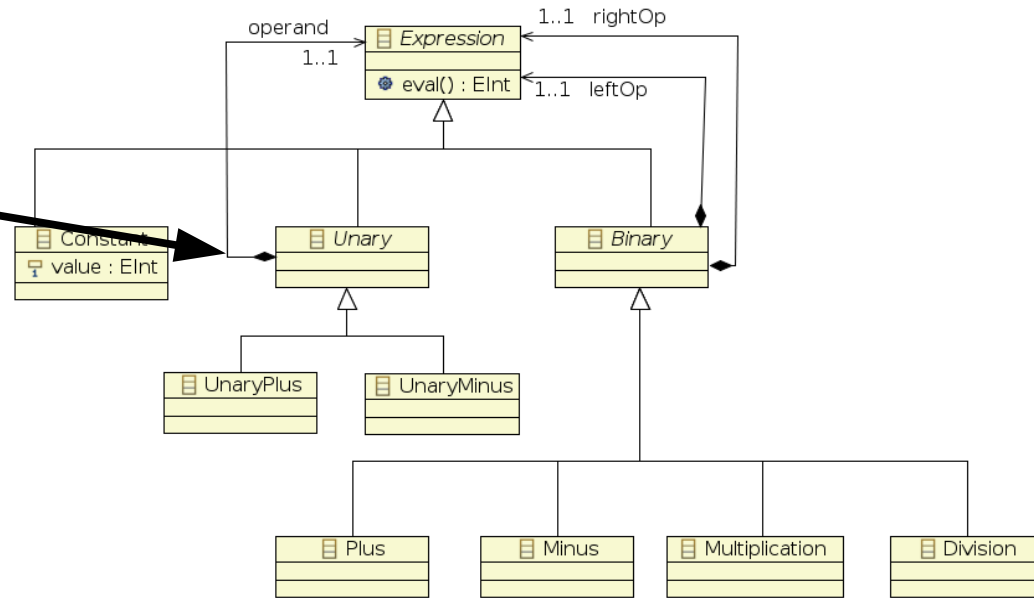 operand
1..1
Expression
eval() : EInt
1..1 rightOp
1..1 leftOp
Constant
value : EInt
Unary
Binary
UnaryPlus
UnaryMinus
Plus
Minus
Multiplication
Division